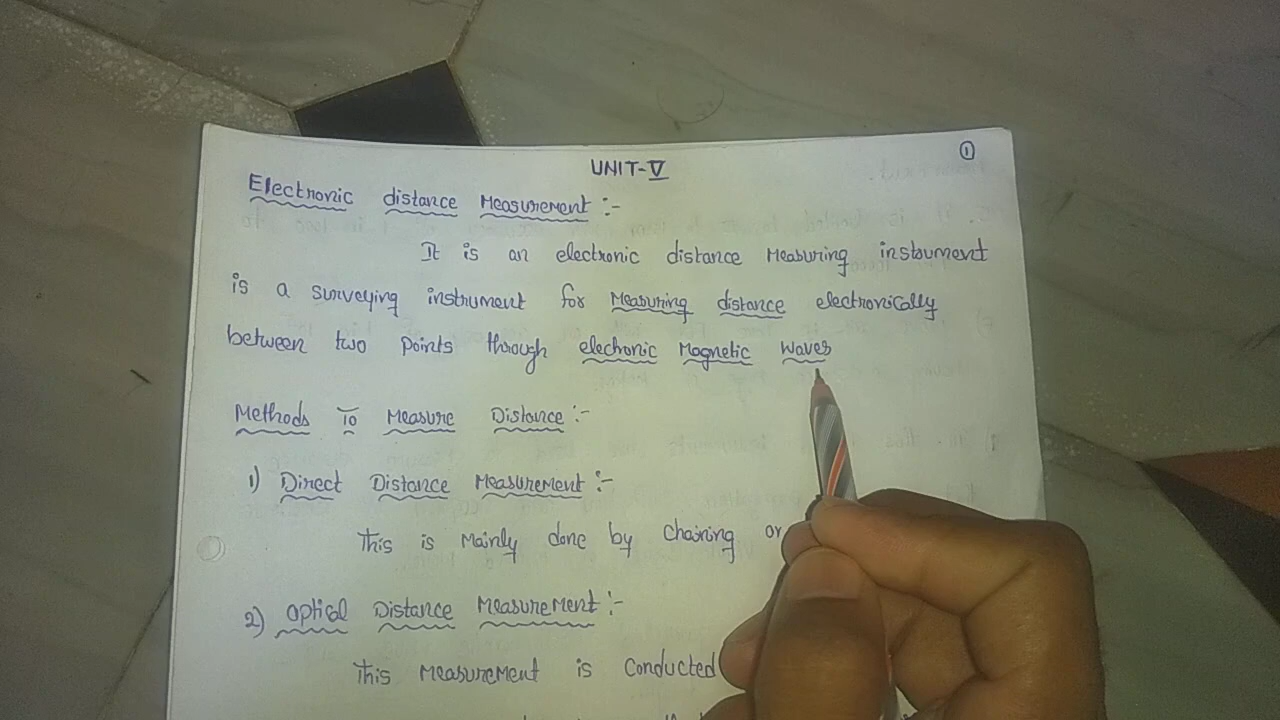 UNIT-V
1
Electronic distance Measurement :-
It is an electronic distance Measuring instoument
is a surveying instrument for Measuring distance electronically
between two points through electronic Magnetic waves
Methods To Measure Distance :-
1) Direct Distance Measurement :-
This is Mainly done by chaining or
2) Optical Distance Measurement :-
This Measurement is Conducted